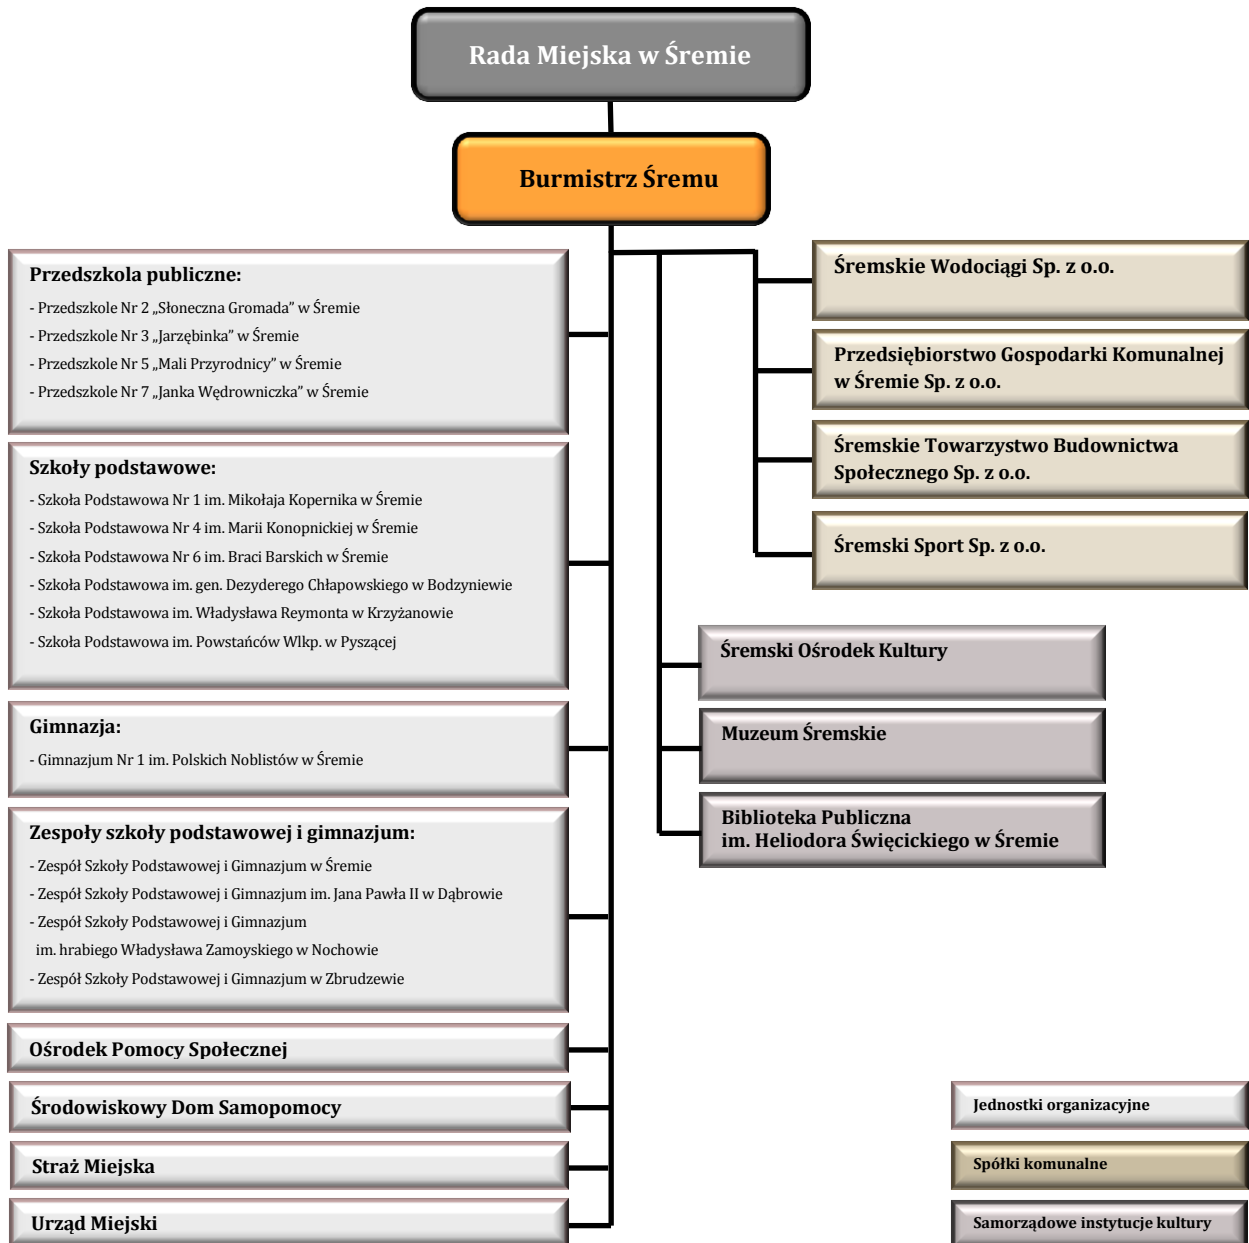 Rada Miejska w Śremie
Burmistrz Śremu
Przedszkola publiczne:
- Przedszkole Nr 2 „Słoneczna Gromada” w Śremie
- Przedszkole Nr 3 „Jarzębinka” w Śremie
- Przedszkole Nr 5 „Mali Przyrodnicy” w Śremie
- Przedszkole Nr 7 „Janka Wędrowniczka” w Śremie
Szkoły podstawowe:
- Szkoła Podstawowa Nr 1 im. Mikołaja Kopernika w Śremie
- Szkoła Podstawowa Nr 4 im. Marii Konopnickiej w Śremie
- Szkoła Podstawowa Nr 6 im. Braci Barskich w Śremie
- Szkoła Podstawowa im. gen. Dezyderego Chłapowskiego w Bodzyniewie
- Szkoła Podstawowa im. Władysława Reymonta w Krzyżanowie
- Szkoła Podstawowa im. Powstańców Wlkp. w Pyszącej
Gimnazja:
- Gimnazjum Nr 1 im. Polskich Noblistów w Śremie
Zespoły szkoły podstawowej i gimnazjum:
- Zespół Szkoły Podstawowej i Gimnazjum w Śremie
- Zespół Szkoły Podstawowej i Gimnazjum im. Jana Pawła II w Dąbrowie
- Zespół Szkoły Podstawowej i Gimnazjum
im. hrabiego Władysława Zamoyskiego w Nochowie
- Zespół Szkoły Podstawowej i Gimnazjum w Zbrudzewie
Ośrodek Pomocy Społecznej
Środowiskowy Dom Samopomocy
Straż Miejska
Urząd Miejski
Śremskie Wodociągi Sp. z o.o.
Przedsiębiorstwo Gospodarki Komunalnej
w Śremie Sp. z o.o.
Śremskie Towarzystwo Budownictwa
Społecznego Sp. z o.o.
Śremski Sport Sp. z o.o.
Śremski Ośrodek Kultury
Muzeum Śremskie
Biblioteka Publiczna
im. Heliodora Święcickiego w Śremie
Jednostki organizacyjne
Spółki komunalne
Samorządowe instytucje kultury